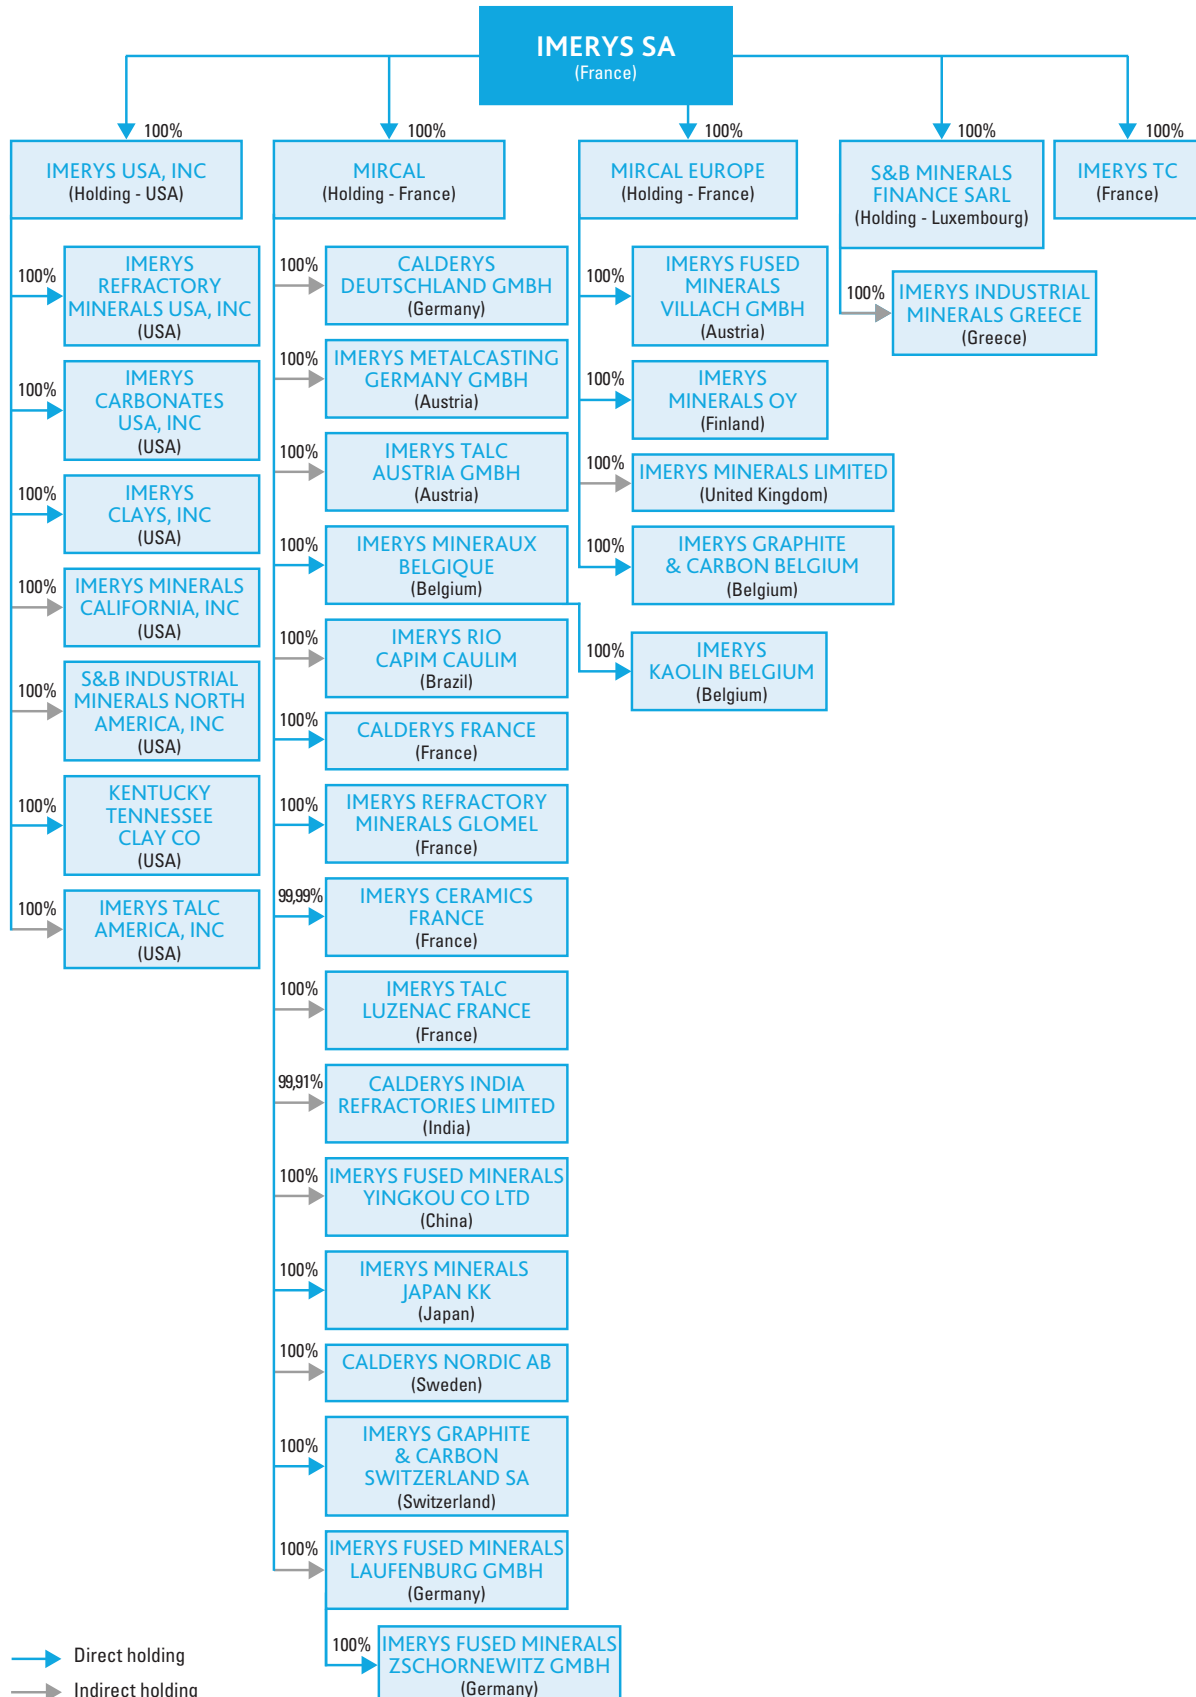 IMERYS SA
(France)
100%
100%
100%
100%
100%
IMERYS USA, INC
(Holding - USA)
MIRCAL
(Holding - France)
MIRCAL EUROPE
(Holding - France)
S&B MINERALS
FINANCE SARL
(Holding - Luxembourg)
IMERYS TC
(France)
100%
IMERYS
REFRACTORY
MINERALS USA, INC
(USA)
100%
IMERYS
CARBONATES
USA, INC
(USA)
100%
IMERYS
CLAYS, INC
(USA)
100%
IMERYS MINERALS
CALIFORNIA, INC
(USA)
100%
S&B INDUSTRIAL
MINERALS NORTH
AMERICA, INC
(USA)
100%
KENTUCKY
TENNESSEE
CLAY CO
(USA)
100%
IMERYS TALC
AMERICA, INC
(USA)
100%
CALDERYS
DEUTSCHLAND GMBH
(Germany)
100%
IMERYS METALCASTING
GERMANY GMBH
(Austria)
100%
IMERYS TALC
AUSTRIA GMBH
(Austria)
100%
IMERYS MINERAUX
BELGIQUE
(Belgium)
100%
IMERYS RIO
CAPIM CAULIM
(Brazil)
100%
CALDERYS FRANCE
(France)
100%
IMERYS REFRACTORY
MINERALS GLOMEL
(France)
99,99%
IMERYS CERAMICS
FRANCE
(France)
100%
IMERYS TALC
LUZENAC FRANCE
(France)
99,91%
CALDERYS INDIA
REFRACTORIES LIMITED
(India)
100%
IMERYS FUSED MINERALS
YINGKOU CO LTD
(China)
100%
IMERYS MINERALS
JAPAN KK
(Japan)
100%
CALDERYS NORDIC AB
(Sweden)
100%
IMERYS GRAPHITE
& CARBON
SWITZERLAND SA
(Switzerland)
100%
IMERYS FUSED MINERALS
LAUFENBURG GMBH
(Germany)
100%
IMERYS FUSED MINERALS
ZSCHORNEWITZ GMBH
(Germany)
100%
IMERYS FUSED
MINERALS
VILLACH GMBH
(Austria)
100%
IMERYS
MINERALS OY
(Finland)
100%
IMERYS MINERALS LIMITED
(United Kingdom)
100%
IMERYS GRAPHITE
& CARBON BELGIUM
(Belgium)
100%
IMERYS
KAOLIN BELGIUM
(Belgium)
100%
IMERYS INDUSTRIAL
MINERALS GREECE
(Greece)
Direct holding
Indirect holding